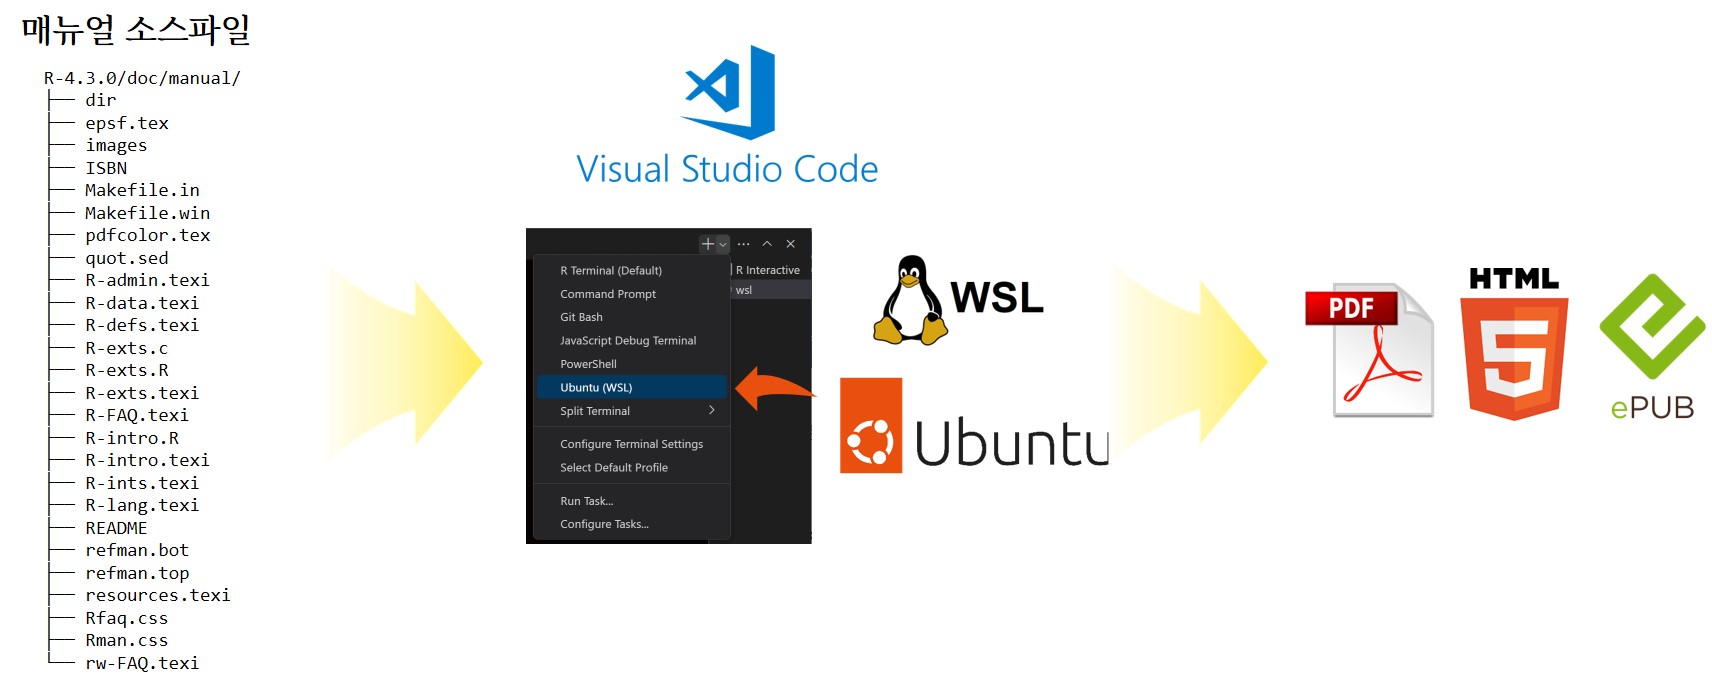 매뉴얼 소스파일
R-4.3.0/doc/manual/
├── dir
├── epsf.tex
├── images
├── ISBN
├── Makefile.in
├── Makefile.win
├── pdfcolor.tex
├── quot.sed
├── R-admin.texi
├── R-data.texi
├── R-defs.texi
├── R-exts.c
├── R-exts.R
├── R-exts.texi
├── R-FAQ.texi
├── R-intro.R
├── R-intro.texi
├── R-ints.texi
├── R-lang.texi
├── README
├── refman.bot
├── refman.top
├── resources.texi
├── Rfaq.css
├── Rman.css
└── rw-FAQ.texi
Visual Studio Code
R Terminal (Default)
Command Prompt
Git Bash
JavaScript Debug Terminal
PowerShell
Ubuntu (WSL)
Split Terminal
Configure Terminal Settings
Select Default Profile
Run Task...
Configure Tasks...
R Interactive
wsl
WSL
Ubuntu
PDF
HTML
5
ePUB